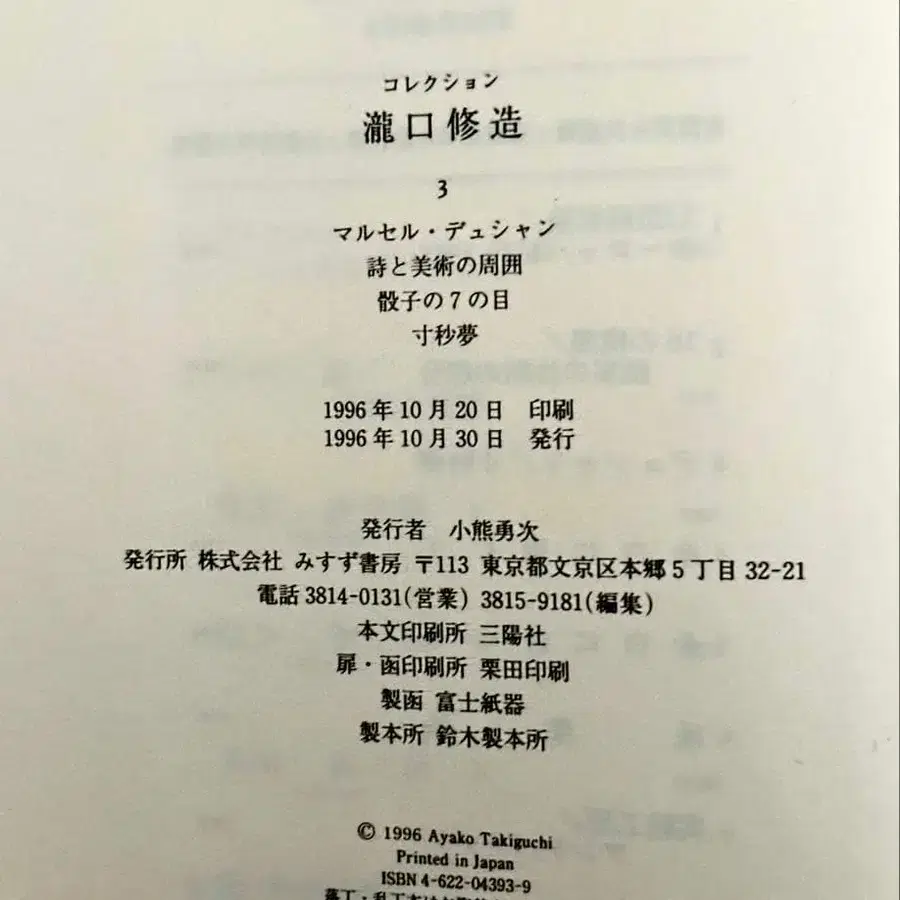 コレクション
瀧口修造
3
マルセル・デュシャン
詩と美術の周囲
骰子の7の目
寸秒夢
1996年10月20日 印刷
1996年10月30日 発行
発行者 小熊勇次
発行所 株式会社 みすず書房 〒113 東京都文京区本郷5丁目32-21
電話 3814-0131(営業) 3815-9181(編集)
本文印刷所 三陽社
扉・函印刷所 栗田印刷
製函 富士紙器
製本所 鈴木製本所
© 1996 Ayako Takiguchi
Printed in Japan
ISBN 4-622-04393-9